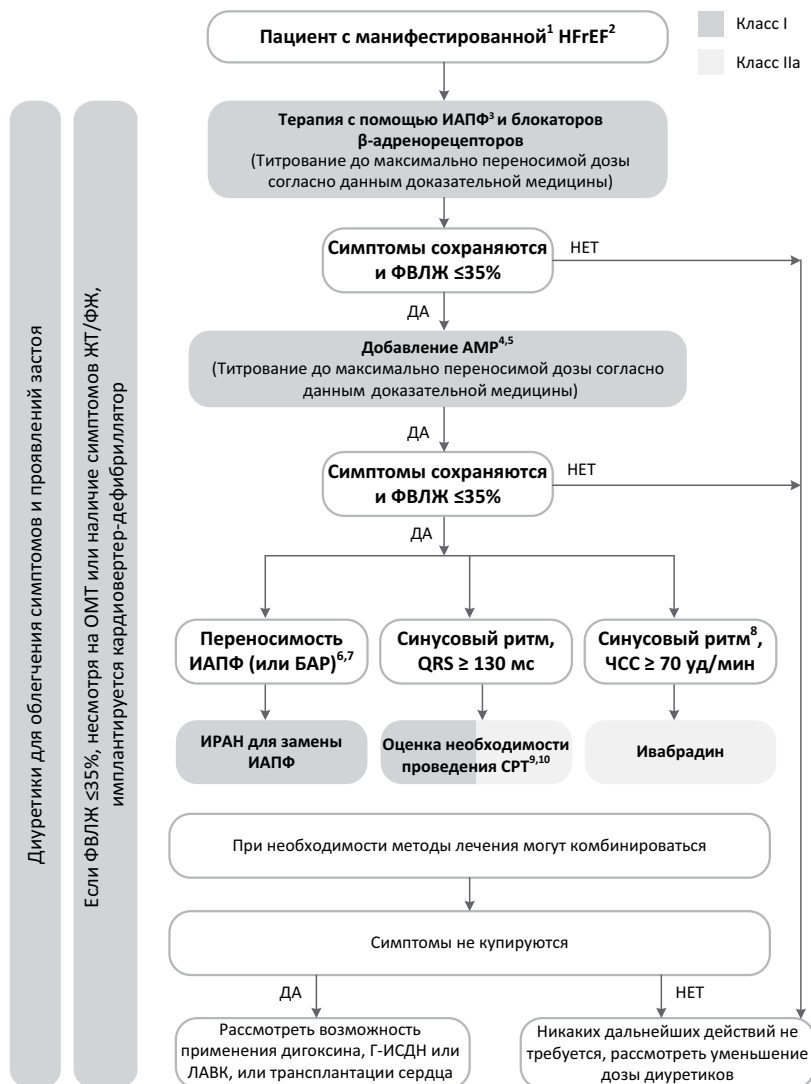 Пациент с манифестированной¹ HFrEF²
Класс I
Класс IIa
Диуретики для облегчения симптомов и проявлений застоя
Если ФВЛЖ ≤35%, несмотря на ОМТ или наличие симптомов ЖТ/ФЖ,
имплантируется кардиовертер-дефибриллятор
Терапия с помощью ИАПФ³ и блокаторов
β-адренорецепторов
(Титрование до максимально переносимой дозы
согласно данным доказательной медицины)
Симптомы сохраняются
и ФВЛЖ ≤35%
НЕТ
ДА
Добавление АМР⁴,⁵
(Титрование до максимально переносимой дозы согласно
данным доказательной медицины)
ДА
Симптомы сохраняются
и ФВЛЖ ≤35%
НЕТ
ДА
Переносимость
ИАПФ (или БАР)⁶,⁷
Синусовый ритм,
QRS ≥ 130 мс
Синусовый ритм⁸,
ЧСС ≥ 70 уд/мин
ИРАН для замены
ИАПФ
Оценка необходимости
проведения СРТ⁹,¹⁰
Ивабрадин
При необходимости методы лечения могут комбинироваться
Симптомы не купируются
ДА
НЕТ
Рассмотреть возможность
применения дигоксина, Г-ИСДН или
ЛАВК, или трансплантации сердца
Никаких дальнейших действий не
требуется, рассмотреть уменьшение
дозы диуретиков